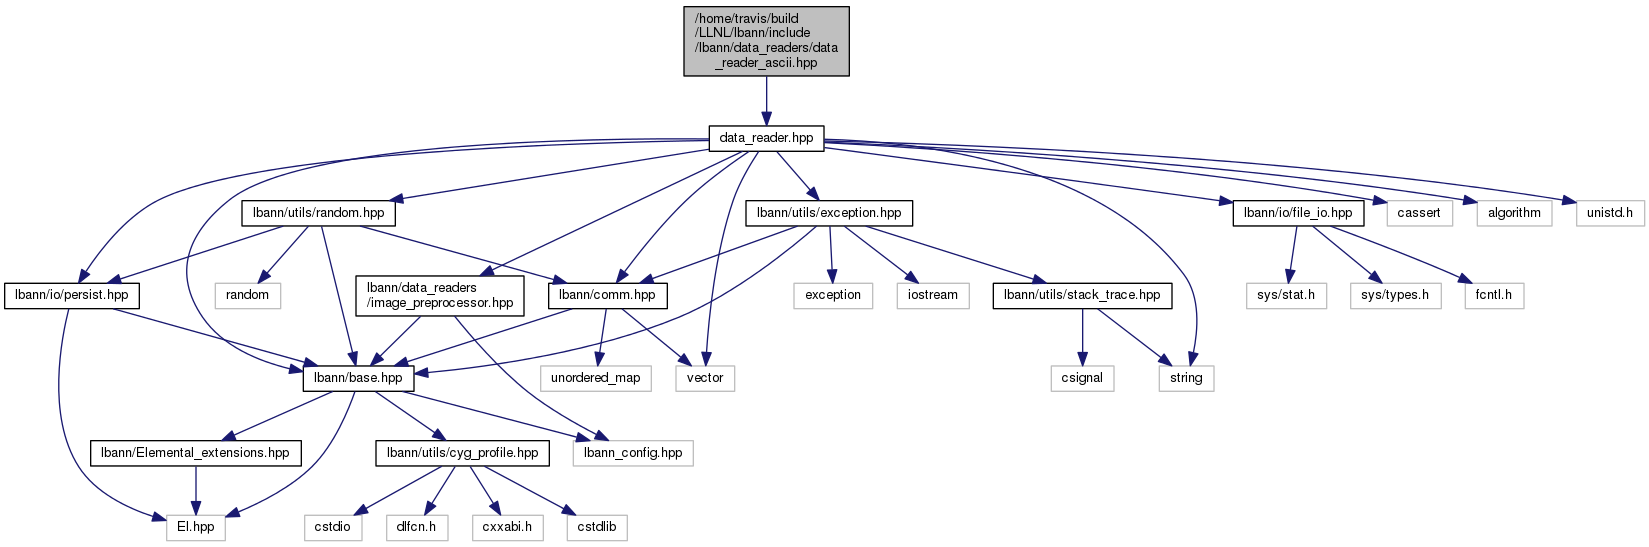 /home/travis/build
/LLNL/lbann/include
/lbann/data_readers/data
_reader_ascii.hpp
data_reader.hpp
lbann/utils/random.hpp
lbann/utils/exception.hpp
lbann/io/file_io.hpp
cassert
algorithm
unistd.h
lbann/io/persist.hpp
random
lbann/data_readers
/image_preprocessor.hpp
lbann/comm.hpp
exception
iostream
lbann/utils/stack_trace.hpp
sys/stat.h
sys/types.h
fcntl.h
lbann/base.hpp
unordered_map
vector
csignal
string
lbann/Elemental_extensions.hpp
lbann/utils/cyg_profile.hpp
lbann_config.hpp
El.hpp
cstdio
dlfcn.h
cxxabi.h
cstdlib